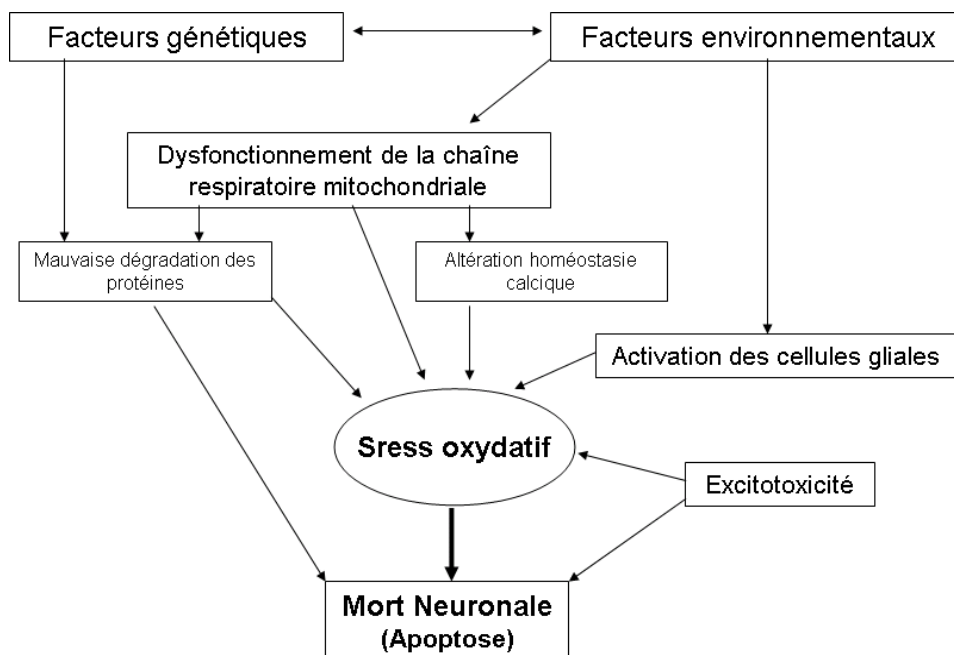 Facteurs génétiques
Facteurs environnementaux
Dysfonctionnement de la chaîne
respiratoire mitochondriale
Mauvaise dégradation des
protéines
Altération homéostasie
calcique
Activation des cellules gliales
Sress oxydatif
Excitotoxicité
Mort Neuronale
(Apoptose)